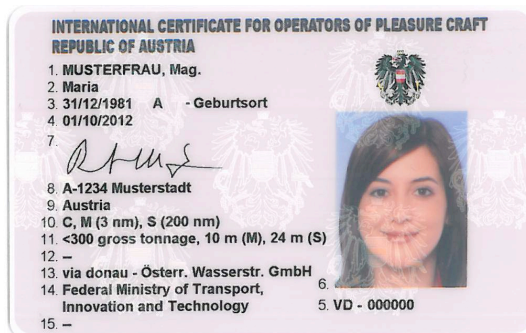 INTERNATIONAL CERTIFICATE FOR OPERATORS OF PLEASURE CRAFT
REPUBLIC OF AUSTRIA
1. MUSTERFRAU, Mag.
2. Maria
3. 31/12/1981 A - Geburtsort
4. 01/10/2012
7.
8. A-1234 Musterstadt
9. Austria
10. C, M (3 nm), S (200 nm)
11. <300 gross tonnage, 10 m (M), 24 m (S)
12. –
13. via donau - Österr. Wasserstr. GmbH
14. Federal Ministry of Transport,
Innovation and Technology
15. –
6.
5. VD - 000000